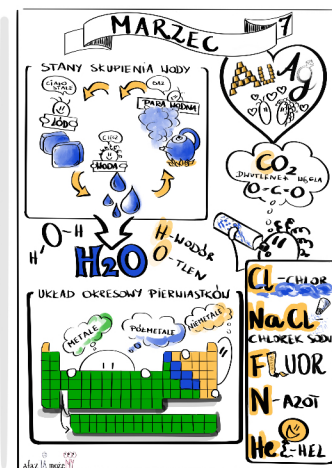 MARZEC
7
STANY SKUPIENIA WODY
CIAŁO STAŁE
GAZ
LÓD
PARA WODNA
CIECZ
WODA
Au
Ag
CO2
DWUTLENEK WĘGLA
O-C-O
H-O-H
H2O
H-WODÓR
O-TLEN
UKŁAD OKRESOWY PIERWIASTKÓW
METALE
PÓŁMETALE
NIEMETALE
Cl-CHLOR
NaCl-
CHLOREK SODU
FLUOR
N-AZOT
He-HEL